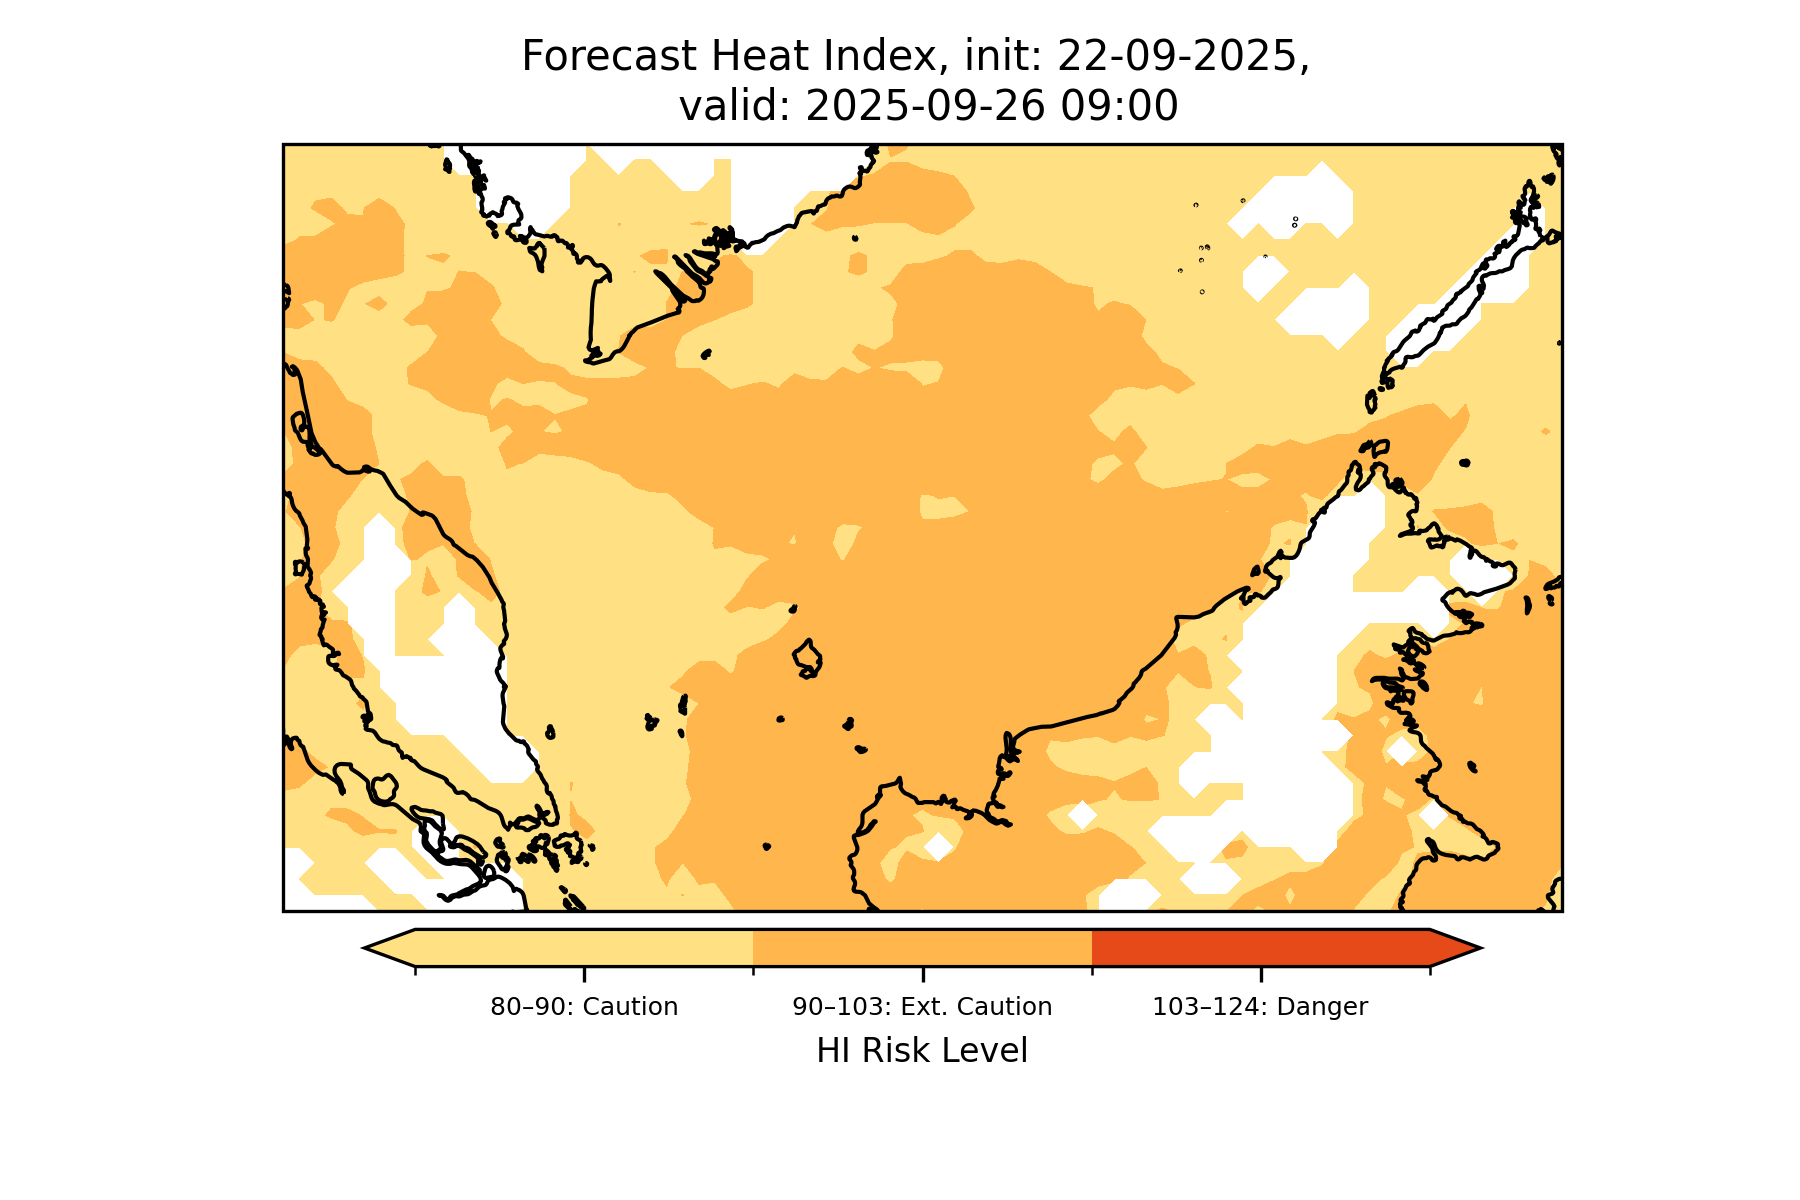 Forecast Heat Index, init: 22-09-2025,
valid: 2025-09-26 09:00
80–90: Caution
90–103: Ext. Caution
103–124: Danger
HI Risk Level